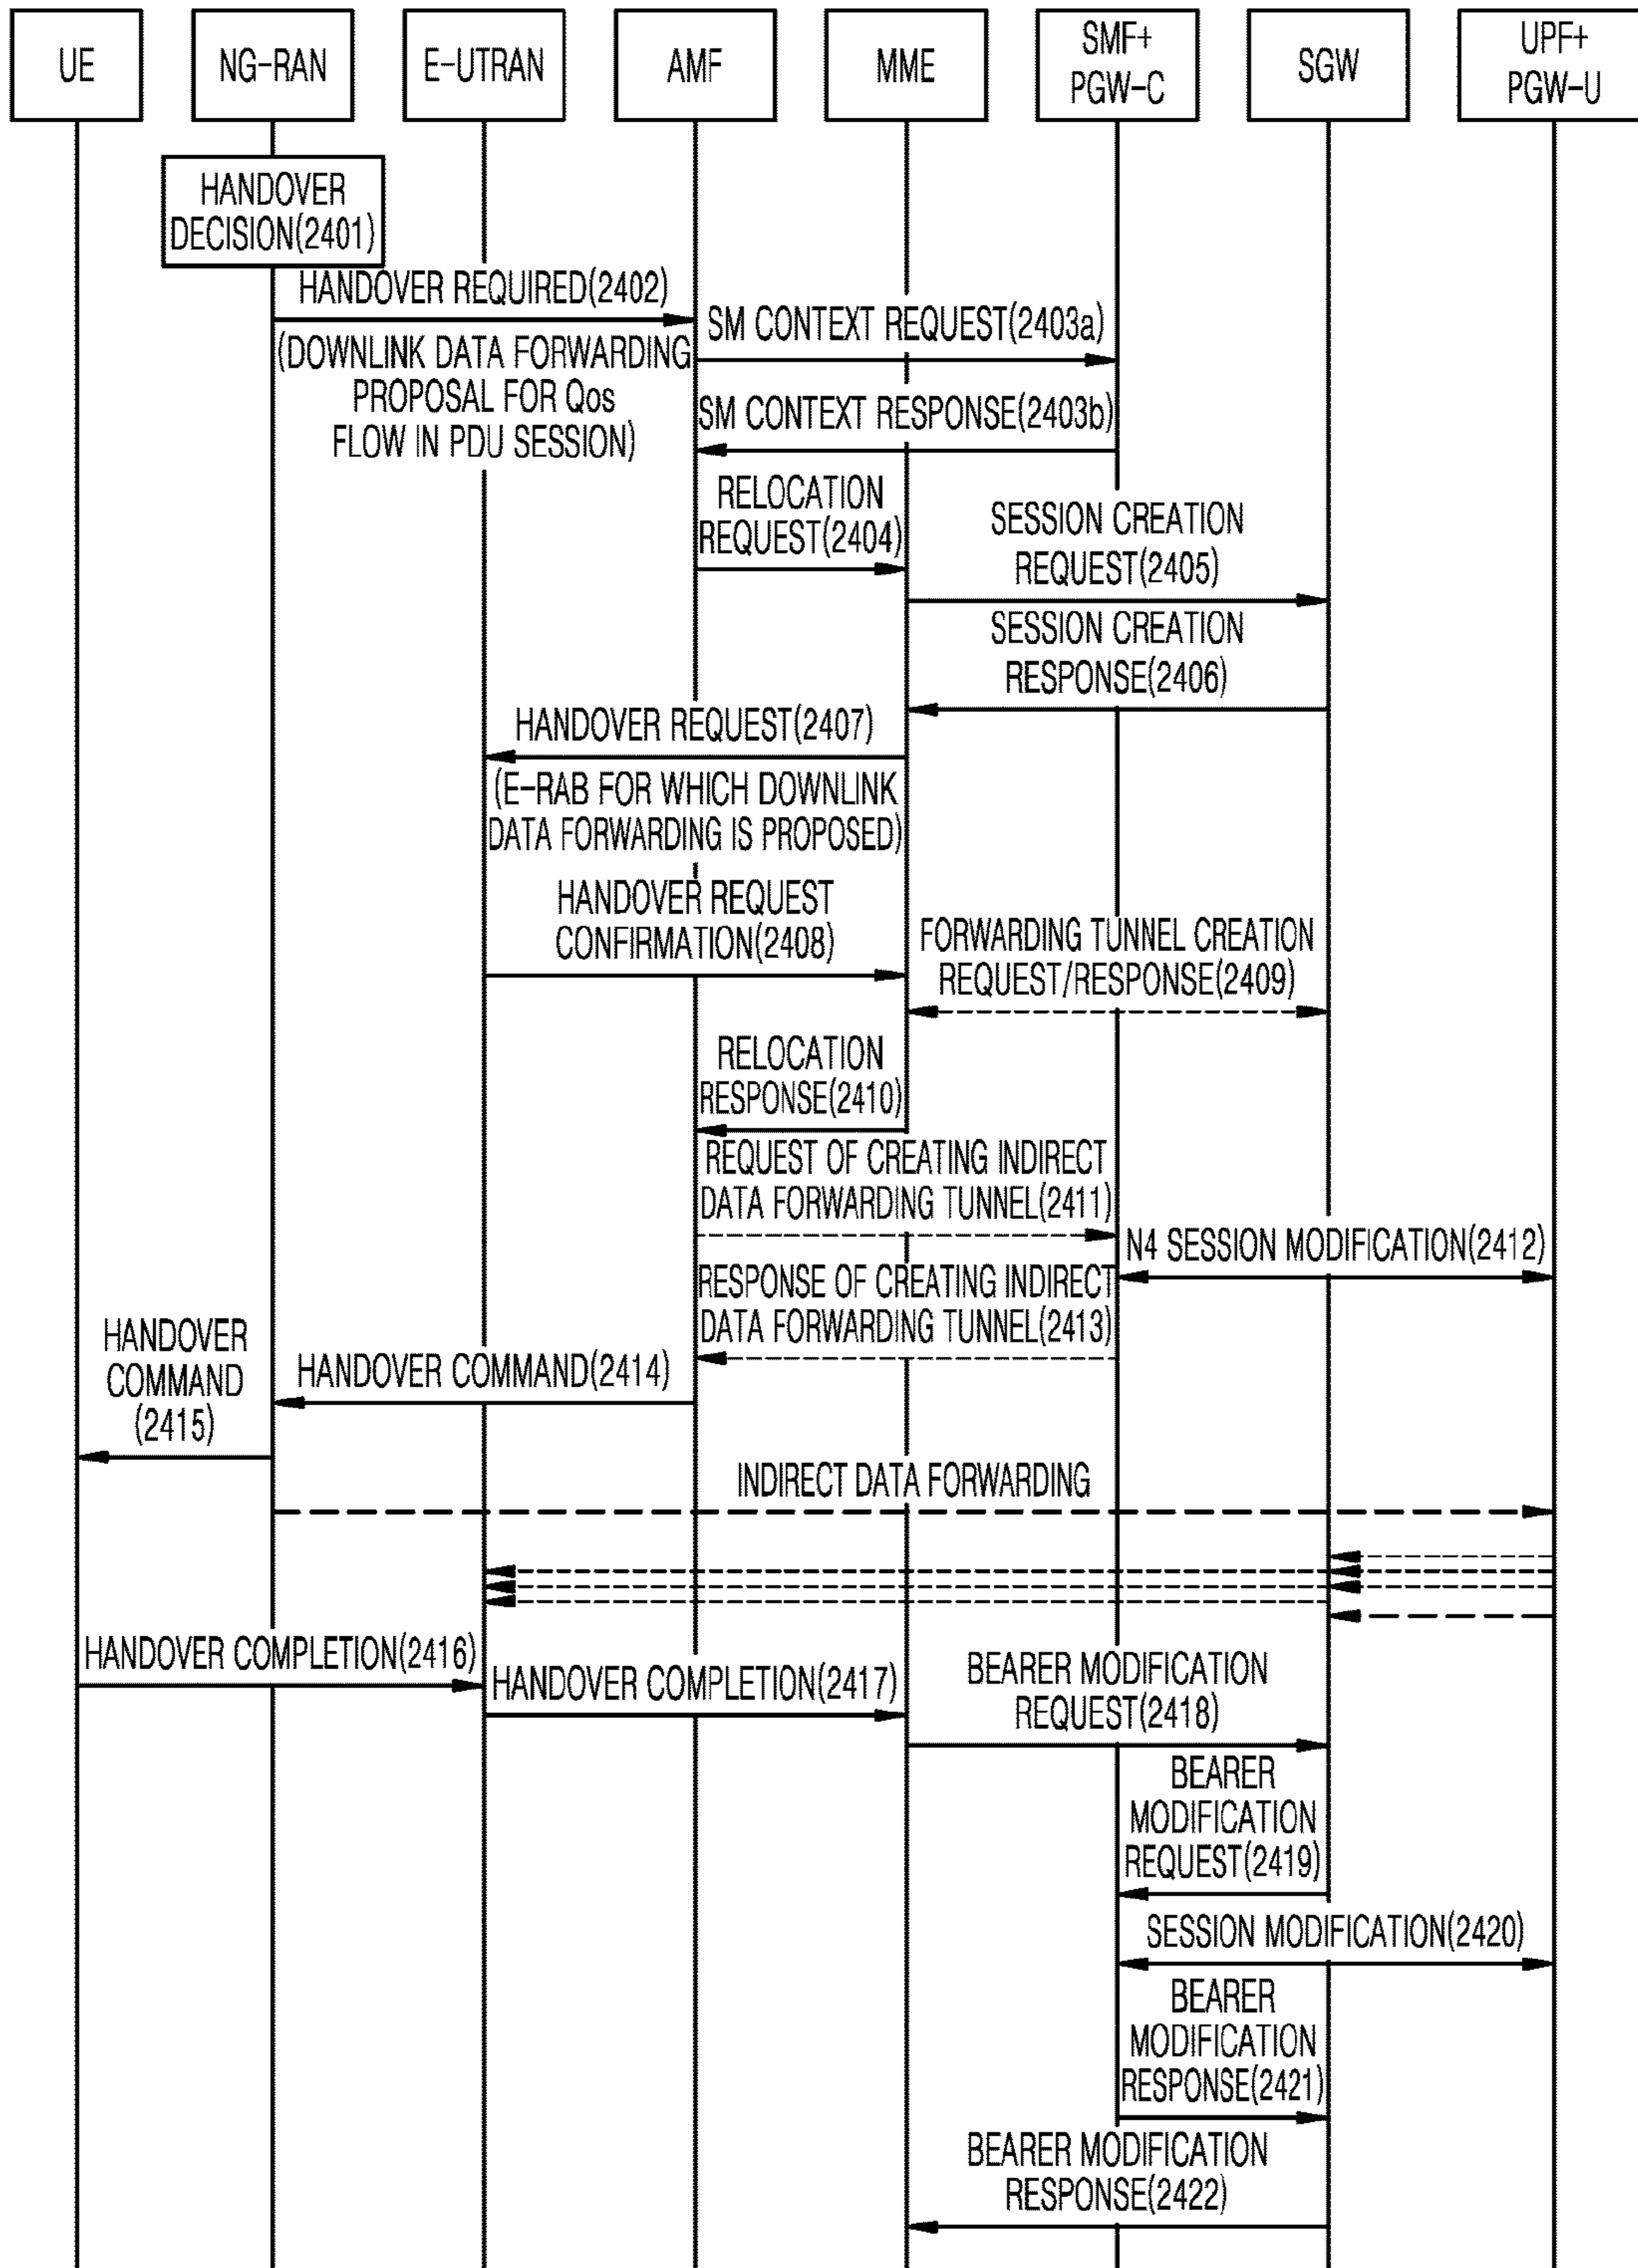 UE
NG-RAN
E-UTRAN
AMF
MME
SMF+
PGW-C
SGW
UPF+
PGW-U
HANDOVER
DECISION(2401)
HANDOVER REQUIRED(2402)
(DOWNLINK DATA FORWARDING
PROPOSAL FOR Qos
FLOW IN PDU SESSION)
SM CONTEXT REQUEST(2403a)
SM CONTEXT RESPONSE(2403b)
RELOCATION
REQUEST(2404)
SESSION CREATION
REQUEST(2405)
SESSION CREATION
RESPONSE(2406)
HANDOVER REQUEST(2407)
(E-RAB FOR WHICH DOWNLINK
DATA FORWARDING IS PROPOSED)
HANDOVER REQUEST
CONFIRMATION(2408)
FORWARDING TUNNEL CREATION
REQUEST/RESPONSE(2409)
RELOCATION
RESPONSE(2410)
REQUEST OF CREATING INDIRECT
DATA FORWARDING TUNNEL(2411)
N4 SESSION MODIFICATION(2412)
RESPONSE OF CREATING INDIRECT
DATA FORWARDING TUNNEL(2413)
HANDOVER COMMAND(2414)
HANDOVER
COMMAND
(2415)
INDIRECT DATA FORWARDING
HANDOVER COMPLETION(2416)
HANDOVER COMPLETION(2417)
BEARER MODIFICATION
REQUEST(2418)
BEARER
MODIFICATION
REQUEST(2419)
SESSION MODIFICATION(2420)
BEARER
MODIFICATION
RESPONSE(2421)
BEARER MODIFICATION
RESPONSE(2422)